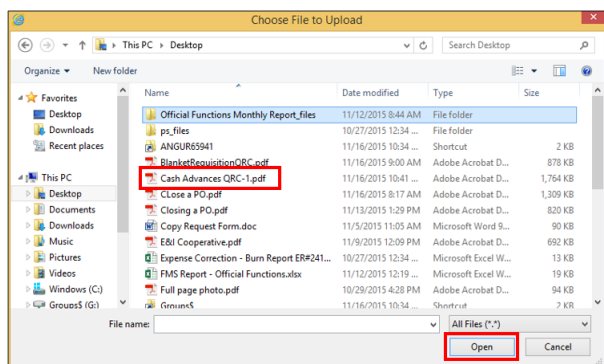 Choose File to Upload
This PC ▸ Desktop
Search Desktop
Organize New folder
Name Date modified Type Size
Favorites
Desktop
Downloads
Recent places
This PC
Desktop
Documents
Downloads
Music
Pictures
Videos
Windows (C:)
Groups$ (G:)
Official Functions Monthly Report_files 11/12/2015 8:44 AM File folder
ps_files 10/27/2015 12:34 ... File folder
ANGUR65941 11/16/2015 10:34 ... Shortcut 2 KB
BlanketRequisitionQRC.pdf 11/16/2015 9:00 AM Adobe Acrobat D... 878 KB
Cash Advances QRC-1.pdf 11/16/2015 10:41 ... Adobe Acrobat D... 1,764 KB
CLose a PO.pdf 11/16/2015 8:17 AM Adobe Acrobat D... 1,309 KB
Closing a PO.pdf 11/13/2015 1:29 PM Adobe Acrobat D... 820 KB
Copy Request Form.doc 11/5/2015 11:05 AM Microsoft Word 9... 90 KB
E&I Cooperative.pdf 11/9/2015 12:09 PM Adobe Acrobat D... 692 KB
Expense Correction - Burn Report ER#241... 10/27/2015 12:34 ... Microsoft Excel W... 13 KB
FMS Report - Official Functions.xlsx 11/12/2015 12:19 ... Microsoft Excel W... 19 KB
Full page photo.pdf 10/29/2015 4:28 PM Adobe Acrobat D... 94 KB
Groups$ 11/16/2015 10:34 ... Shortcut 2 KB
File name: All Files (*.*)
Open Cancel